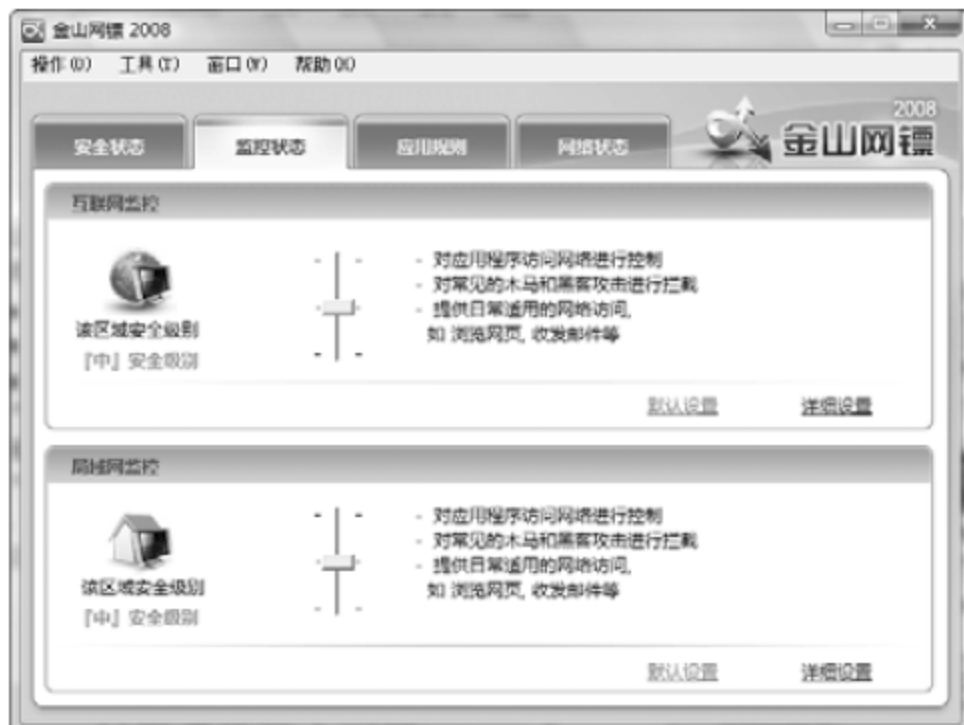 金山网镖 2008
操作(O) 工具(T) 窗口(W) 帮助(H)
安全状态 监控状态 应用规则 网络状态
2008
金山网镖
互联网监控
- 对应用程序访问网络进行控制
- 对常见的木马和黑客攻击进行拦截
- 提供日常适用的网络访问,
如 浏览网页, 收发邮件等
该区域安全级别
『中』安全级别
默认设置 详细设置
局域网监控
- 对应用程序访问网络进行控制
- 对常见的木马和黑客攻击进行拦截
- 提供日常适用的网络访问,
如 浏览网页, 收发邮件等
该区域安全级别
『中』安全级别
默认设置 详细设置